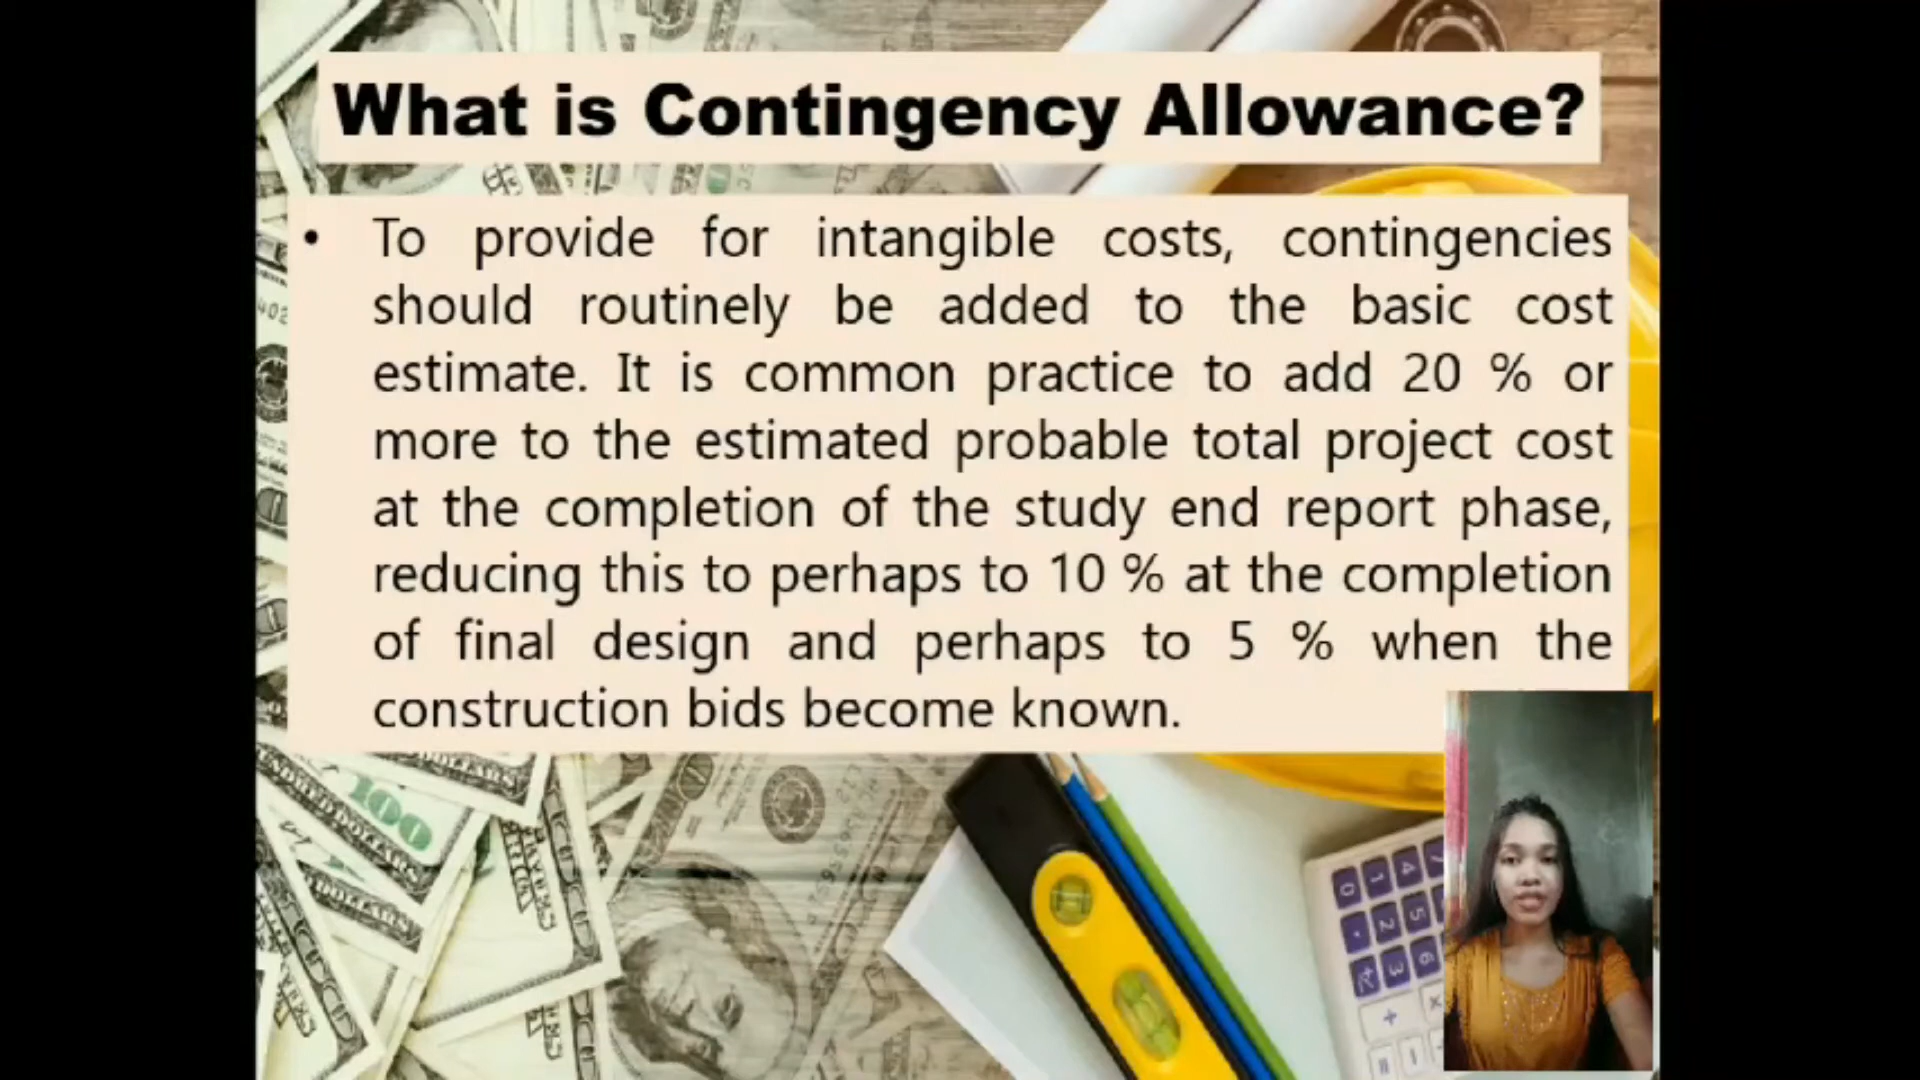 What is Contingency Allowance?
• To provide for intangible costs, contingencies
should routinely be added to the basic cost
estimate. It is common practice to add 20 % or
more to the estimated probable total project cost
at the completion of the study end report phase,
reducing this to perhaps to 10 % at the completion
of final design and perhaps to 5 % when the
construction bids become known.
100